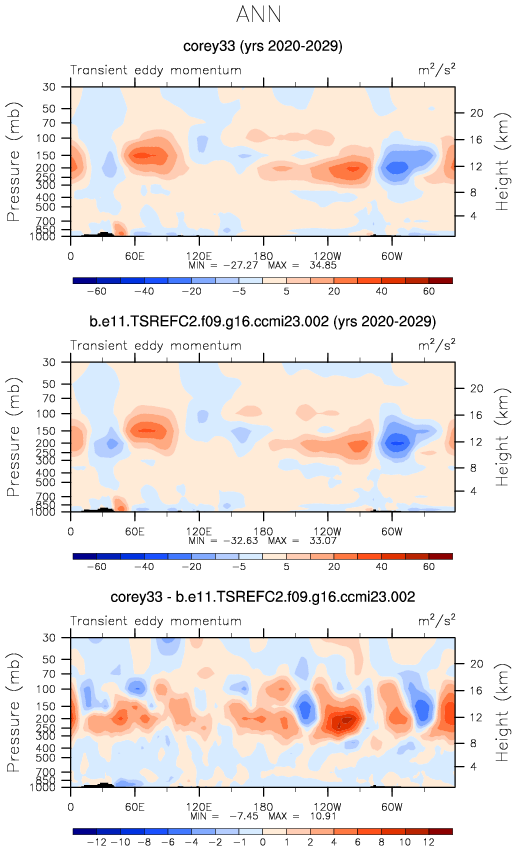 ANN
corey33 (yrs 2020-2029)
Transient eddy momentum m²/s²
Pressure (mb)
30 50 70 100 150 200 250 300 400 500 700 850 1000
Height (km)
20 16 12 8 4
0 60E 120E 180 120W 60W
MIN = -27.27 MAX = 34.85
-60 -40 -20 -5 5 20 40 60
b.e11.TSREFC2.f09.g16.ccmi23.002 (yrs 2020-2029)
Transient eddy momentum m²/s²
Pressure (mb)
30 50 70 100 150 200 250 300 400 500 700 850 1000
Height (km)
20 16 12 8 4
0 60E 120E 180 120W 60W
MIN = -32.63 MAX = 33.07
-60 -40 -20 -5 5 20 40 60
corey33 - b.e11.TSREFC2.f09.g16.ccmi23.002
Transient eddy momentum m²/s²
Pressure (mb)
30 50 70 100 150 200 250 300 400 500 700 850 1000
Height (km)
20 16 12 8 4
0 60E 120E 180 120W 60W
MIN = -7.45 MAX = 10.91
-12 -10 -8 -6 -4 -2 -1 0 1 2 4 6 8 10 12